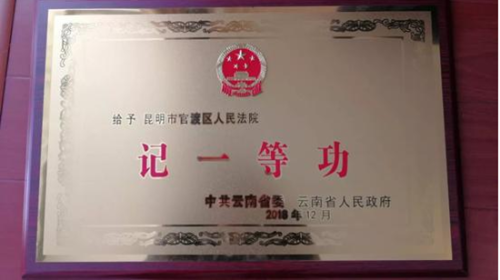 给予 昆明市官渡区人民法院
记一等功
中共云南省委 云南省人民政府
2018年12月